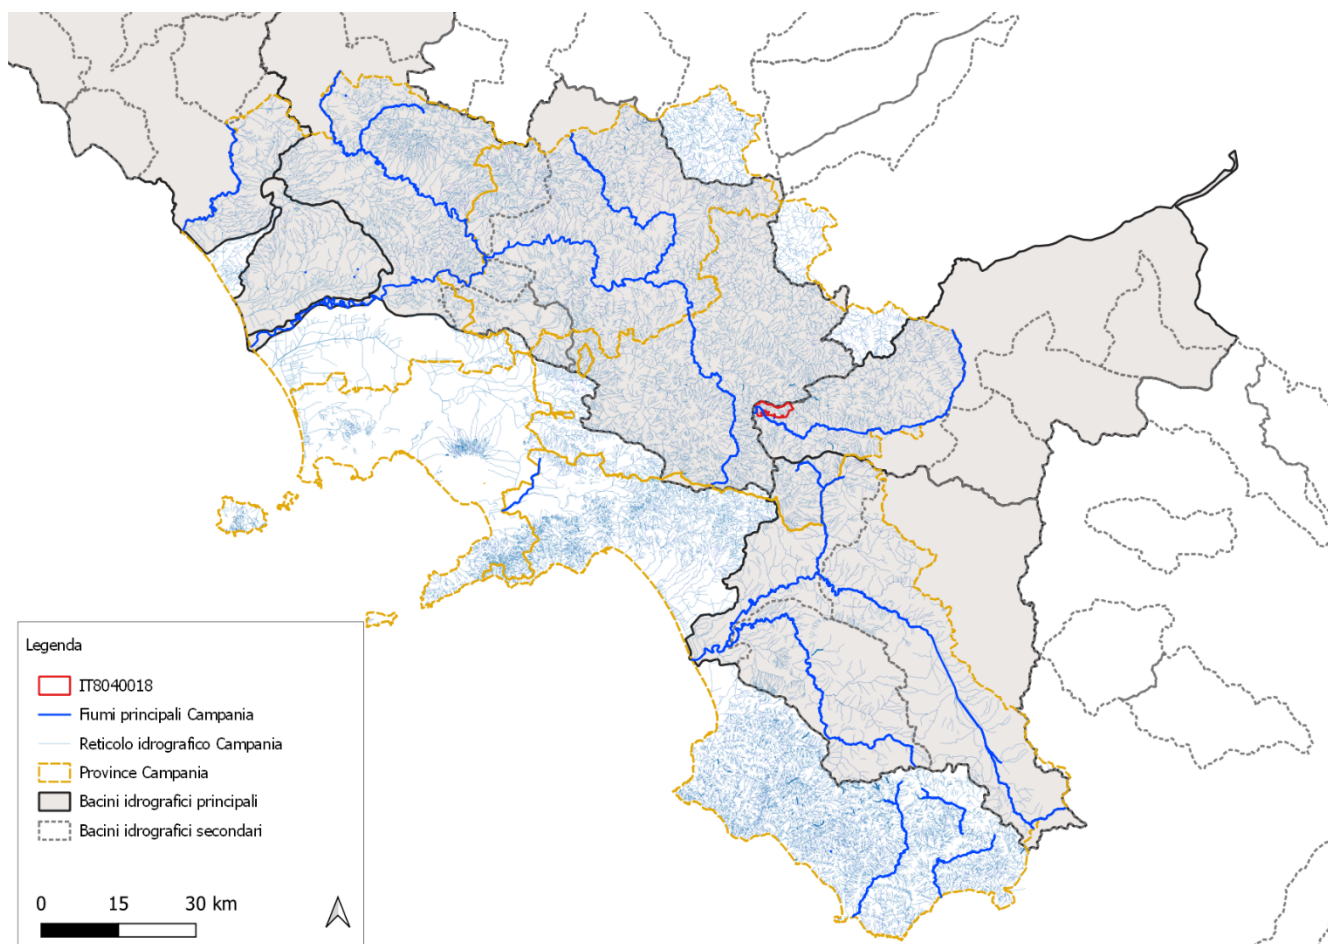 Legenda
IT8040018
Fiumi principali Campania
Reticolo idrografico Campania
Province Campania
Bacini idrografici principali
Bacini idrografici secondari
0 15 30 km